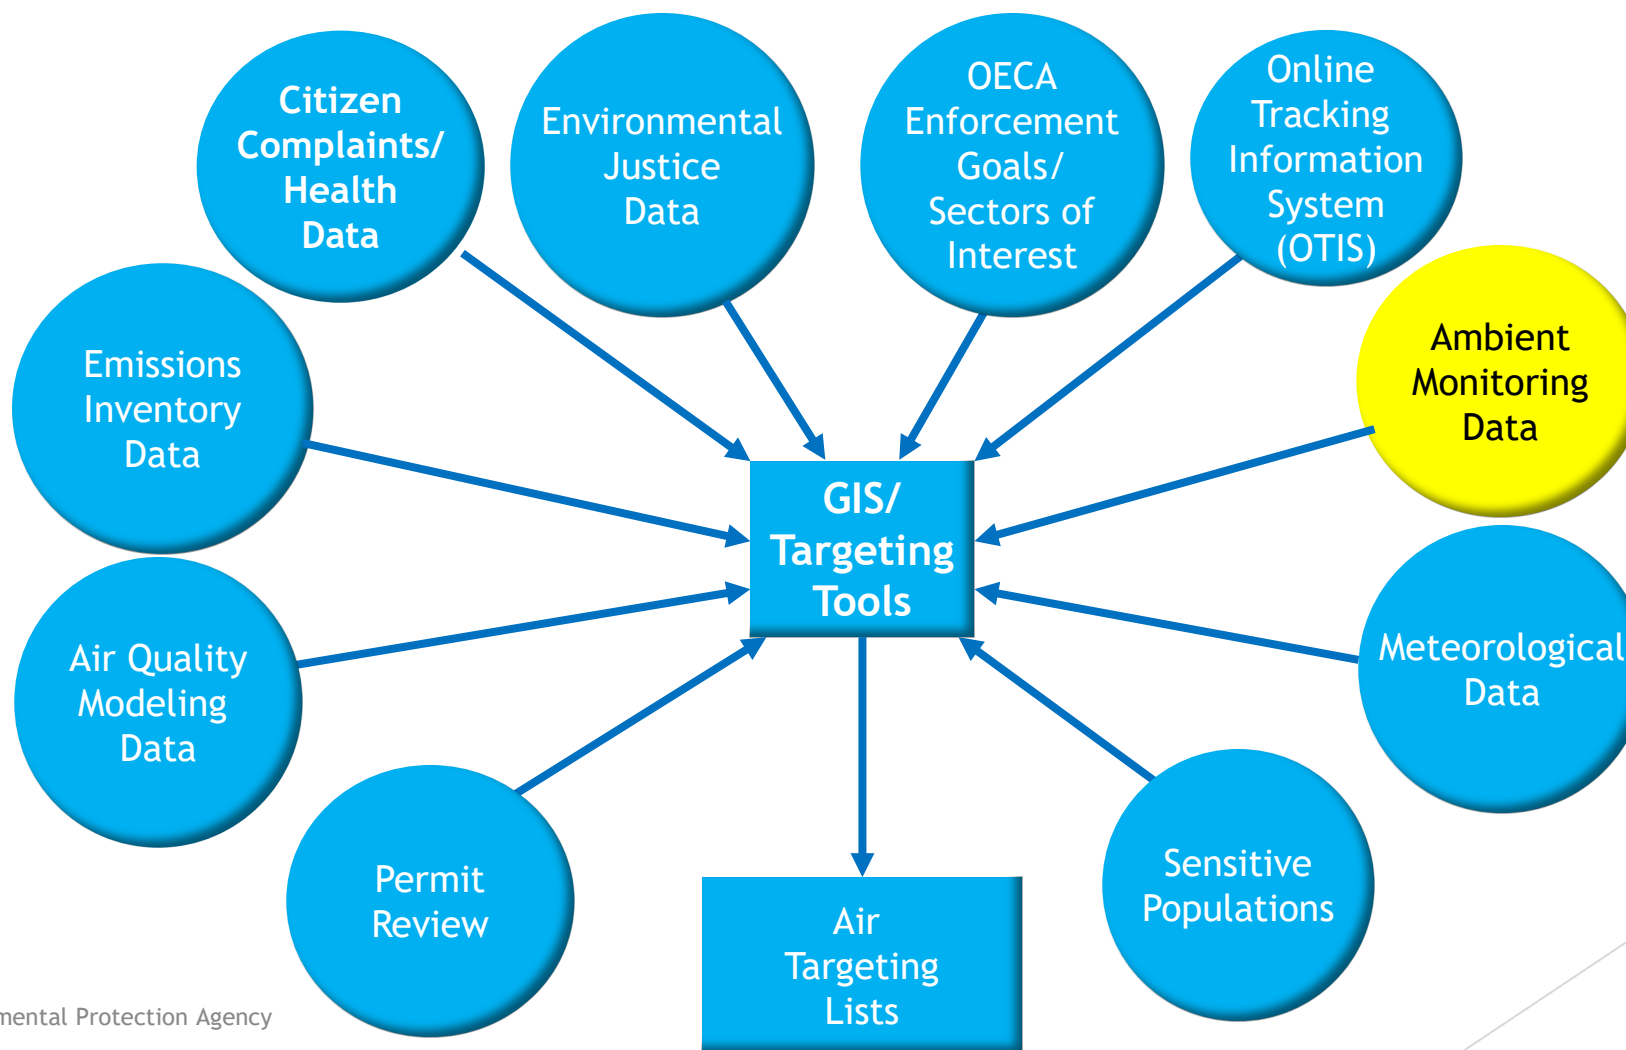 Citizen
Complaints/
Health
Data
Environmental
Justice
Data
OECA
Enforcement
Goals/
Sectors of
Interest
Online
Tracking
Information
System
(OTIS)
Ambient
Monitoring
Data
Emissions
Inventory
Data
GIS/
Targeting
Tools
Air Quality
Modeling
Data
Meteorological
Data
Permit
Review
Sensitive
Populations
Air
Targeting
Lists
mental Protection Agency